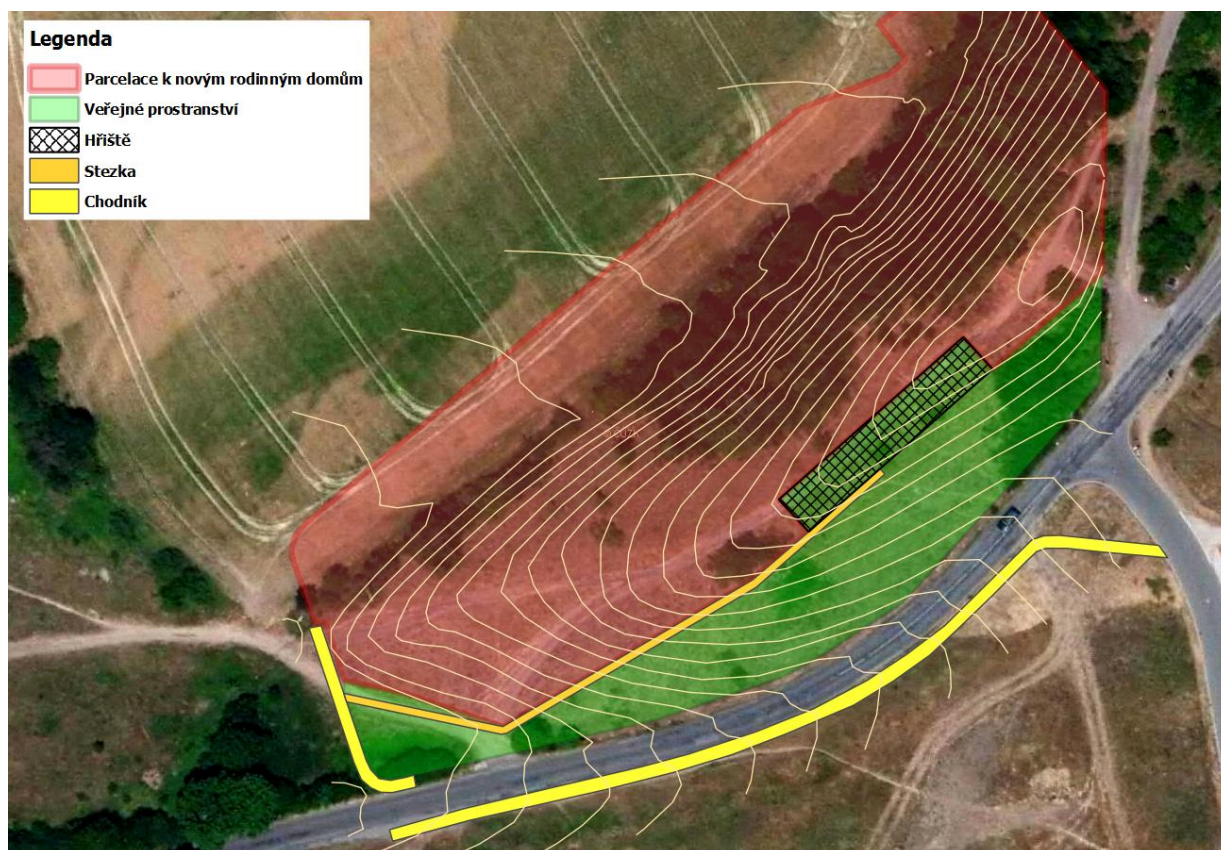 Legenda
Parcelace k novým rodinným domům
Veřejné prostranství
Hřiště
Stezka
Chodník